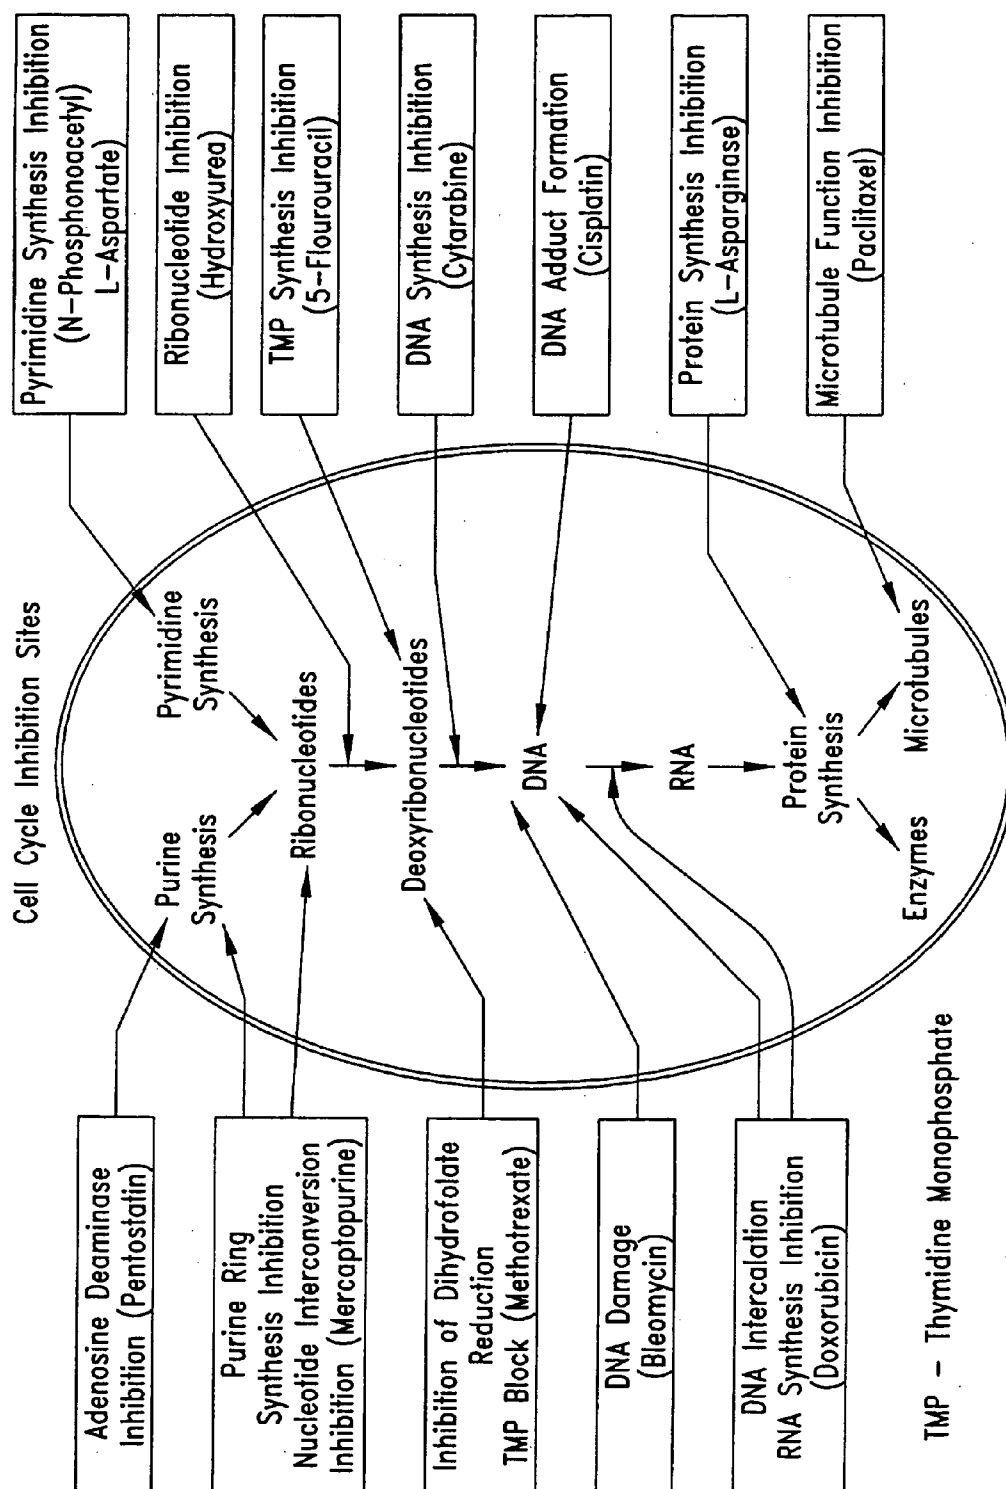 Cell Cycle Inhibition Sites
Adenosine Deaminase
Inhibition (Pentostatin)
Purine Ring
Synthesis Inhibition
Nucleotide Interconversion
Inhibition (Mercaptopurine)
Inhibition of Dihydrofolate
Reduction
TMP Block (Methotrexate)
DNA Damage
(Bleomycin)
DNA Intercalation
RNA Synthesis Inhibition
(Doxorubicin)
Purine
Synthesis
Pyrimidine
Synthesis
Ribonucleotides
Deoxyribonucleotides
DNA
RNA
Protein
Synthesis
Enzymes
Microtubules
Pyrimidine Synthesis Inhibition
(N-Phosphonoacetyl)
L-Aspartate)
Ribonucleotide Inhibition
(Hydroxyurea)
TMP Synthesis Inhibition
(5-Flourouracil)
DNA Synthesis Inhibition
(Cytarabine)
DNA Adduct Formation
(Cisplatin)
Protein Synthesis Inhibition
(L-Asparginase)
Microtubule Function Inhibition
(Paclitaxel)
TMP - Thymidine Monophosphate